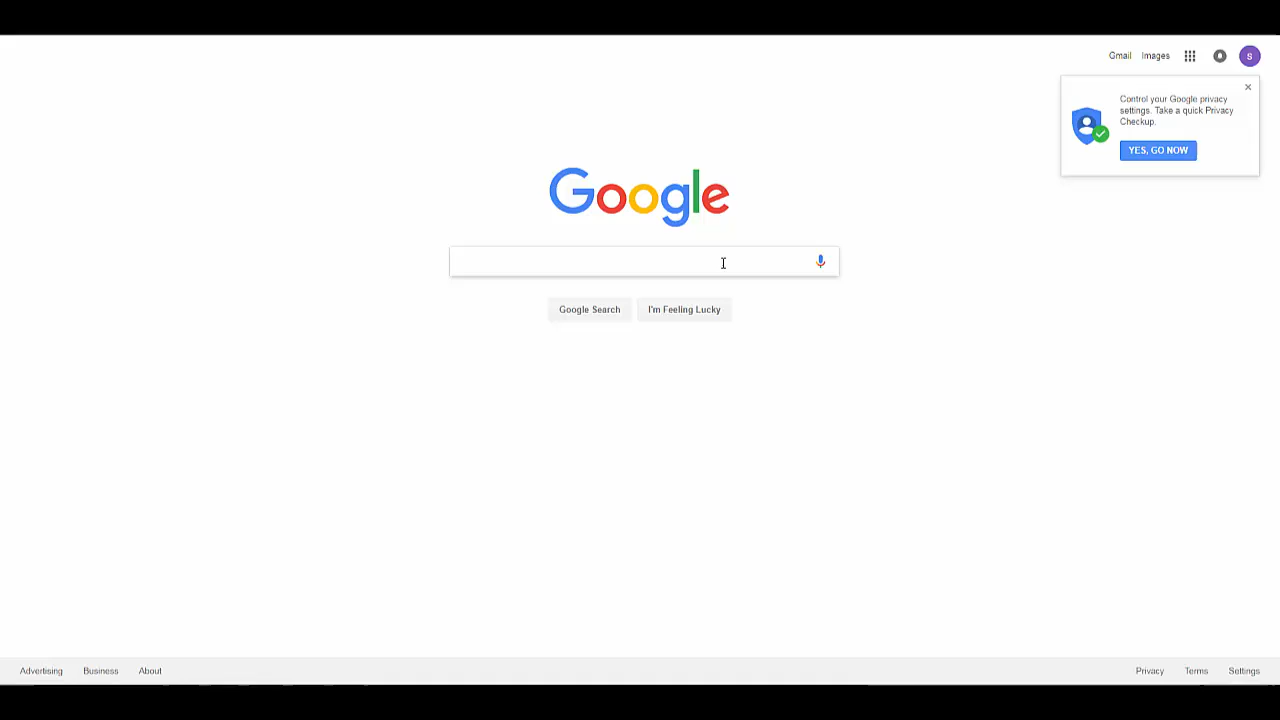 Gmail Images S
Control your Google privacy
settings. Take a quick Privacy
Checkup.
YES, GO NOW
Google
Google Search I'm Feeling Lucky
Advertising Business About Privacy Terms Settings